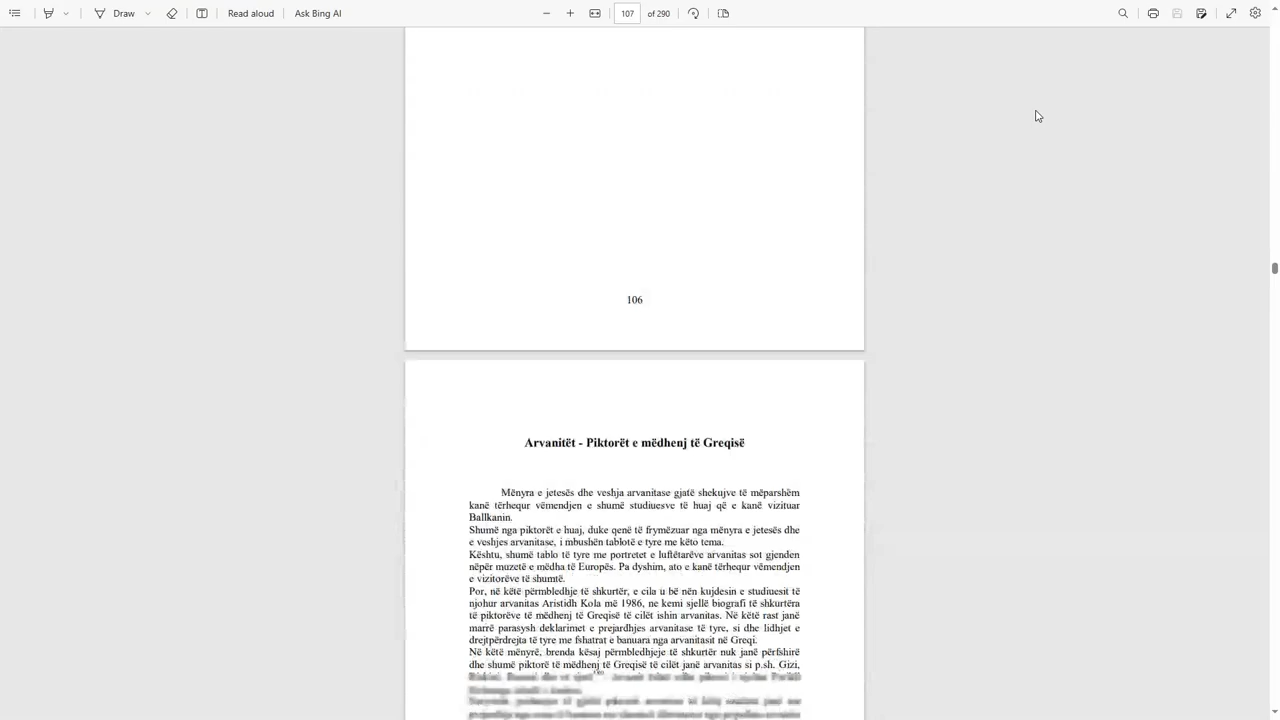 Draw
Read aloud
Ask Bing AI
107 of 290
106
Arvanitët - Piktorët e mëdhenj të Greqisë
Mënyra e jetesës dhe veshja arvanitase gjatë shekujve të mëparshëm
kanë tërhequr vëmendjen e shumë studiuesve të huaj që e kanë vizituar
Ballkanin.
Shumë nga piktorët e huaj, duke qenë të frymëzuar nga mënyra e jetesës dhe
e veshjes arvanitase, i mbushën tablotë e tyre me këto tema.
Kështu, shumë tablo të tyre me portretet e luftëtarëve arvanitas sot gjenden
nëpër muzetë e mëdha të Europës. Pa dyshim, ato e kanë tërhequr vëmendjen
e vizitorëve të shumtë.
Por, në këtë përmbledhje të shkurtër, e cila u bë nën kujdesin e studiuesit të
njohur arvanitas Aristidh Kola më 1986, ne kemi sjellë biografi të shkurtëra
të piktorëve të mëdhenj të Greqisë të cilët ishin arvanitas. Në këtë rast janë
marrë parasysh deklarimet e prejardhjes arvanitase të tyre, si dhe lidhjet e
drejtpërdrejta të tyre me fshatrat e banuara nga arvanitasit në Greqi.
Në këtë mënyrë, brenda kësaj përmbledhjeje të shkurtër nuk janë përfshirë
dhe shumë piktorë të mëdhenj të Greqisë të cilët janë arvanitas si p.sh. Gizi,